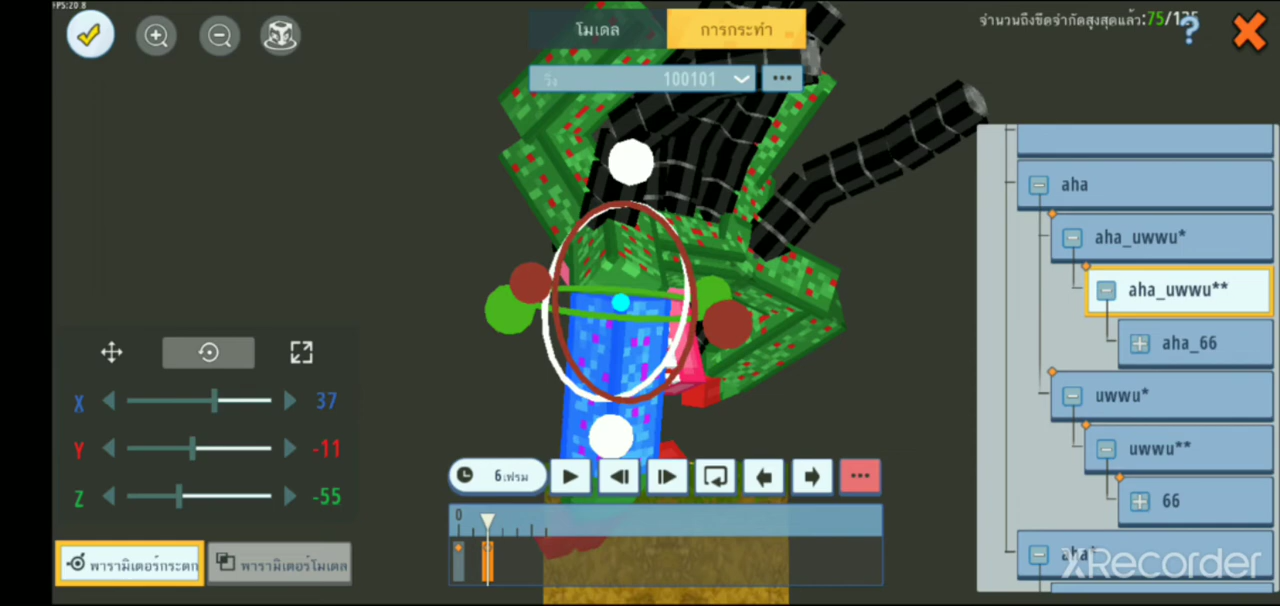 โมเดล
การกระทำ
จำนวนถึงขีดจำกัดสูงสุดแล้ว:75/125
?
วิ่ง 100101
aha
aha_uwwu*
aha_uwwu**
aha_66
uwwu*
uwwu**
66
aha*
X 37
Y -11
Z -55
6เฟรม
0
พารามิเตอร์กระดูก
พารามิเตอร์โมเดล
XRecorder